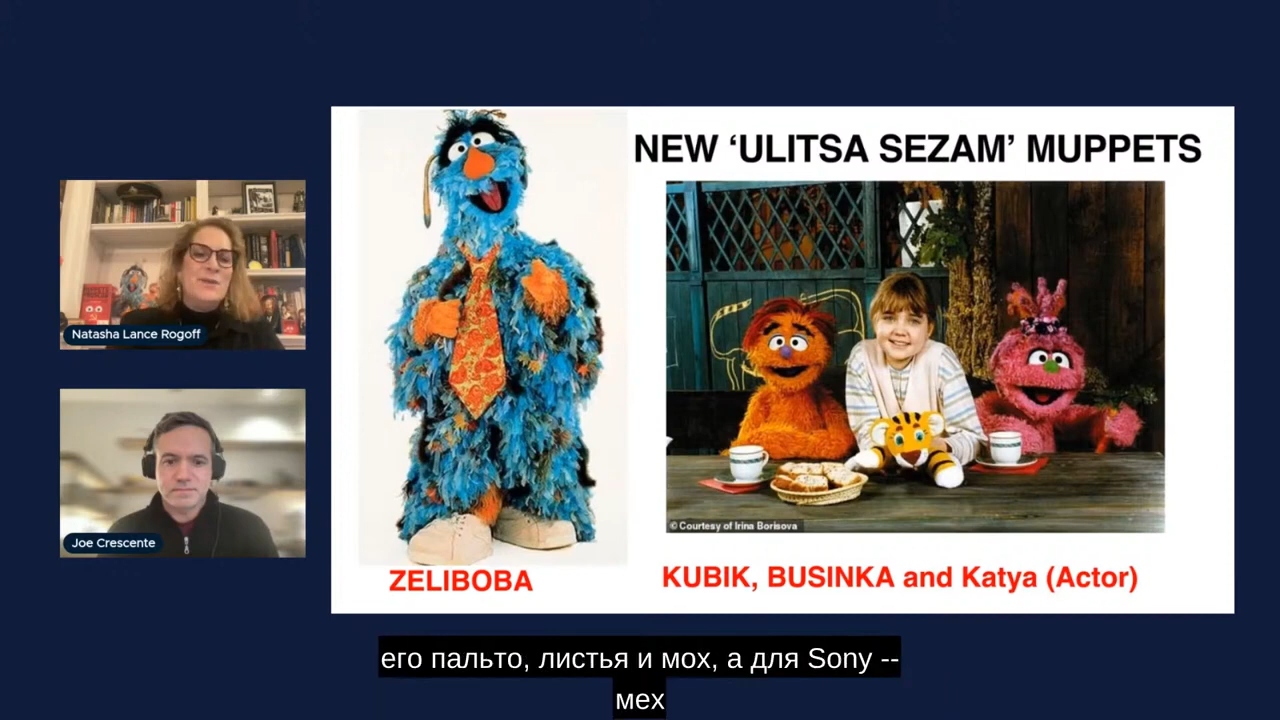 NEW ‘ULITSA SEZAM’ MUPPETS
Natasha Lance Rogoff
Joe Crescente
© Courtesy of Irina Borisova
ZELIBOBA
KUBIK, BUSINKA and Katya (Actor)
его пальто, листья и мох, а для Sony --
мех